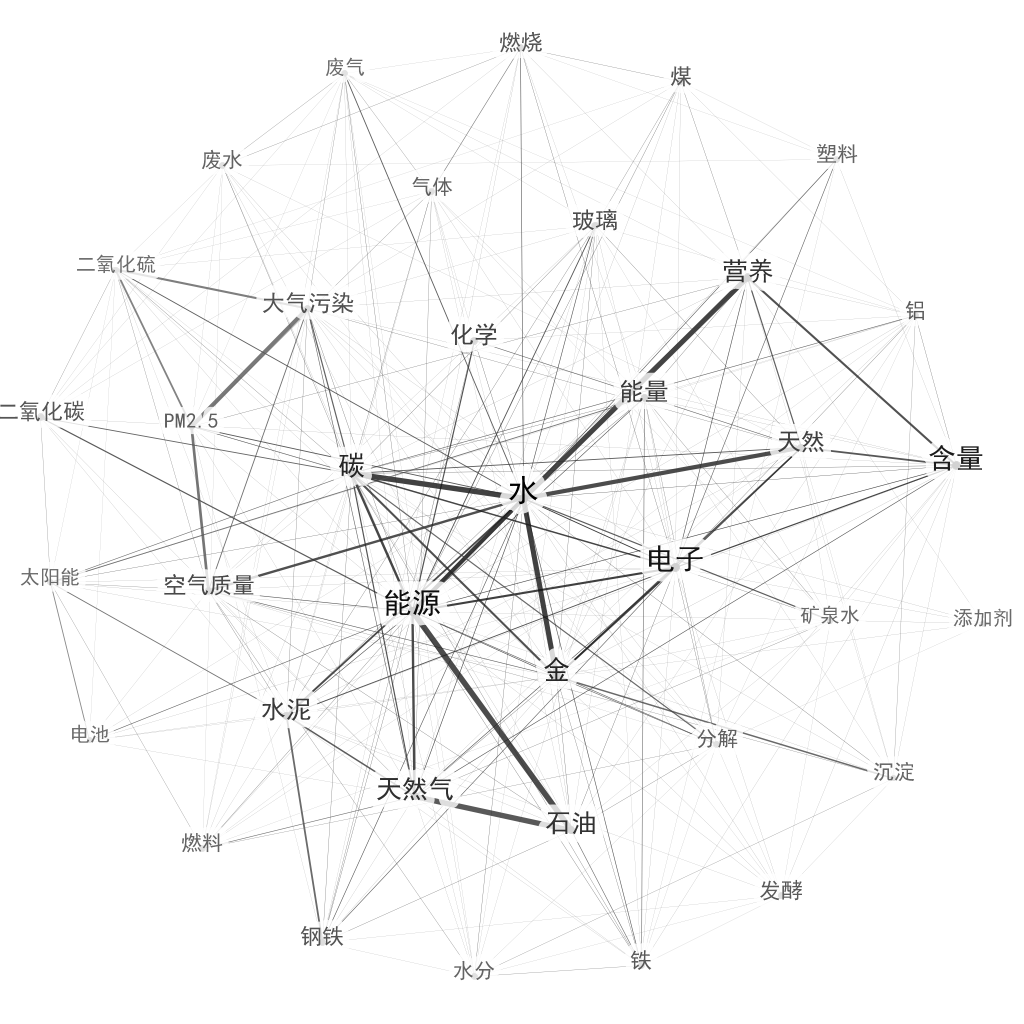 燃烧
废气
煤
塑料
废水
气体
玻璃
二氧化硫
营养
大气污染
铝
化学
能量
二氧化碳
PM2.5
天然
含量
碳
水
电子
太阳能
空气质量
能源
矿泉水
添加剂
金
水泥
电池
分解
沉淀
天然气
石油
燃料
发酵
钢铁
铁
水分